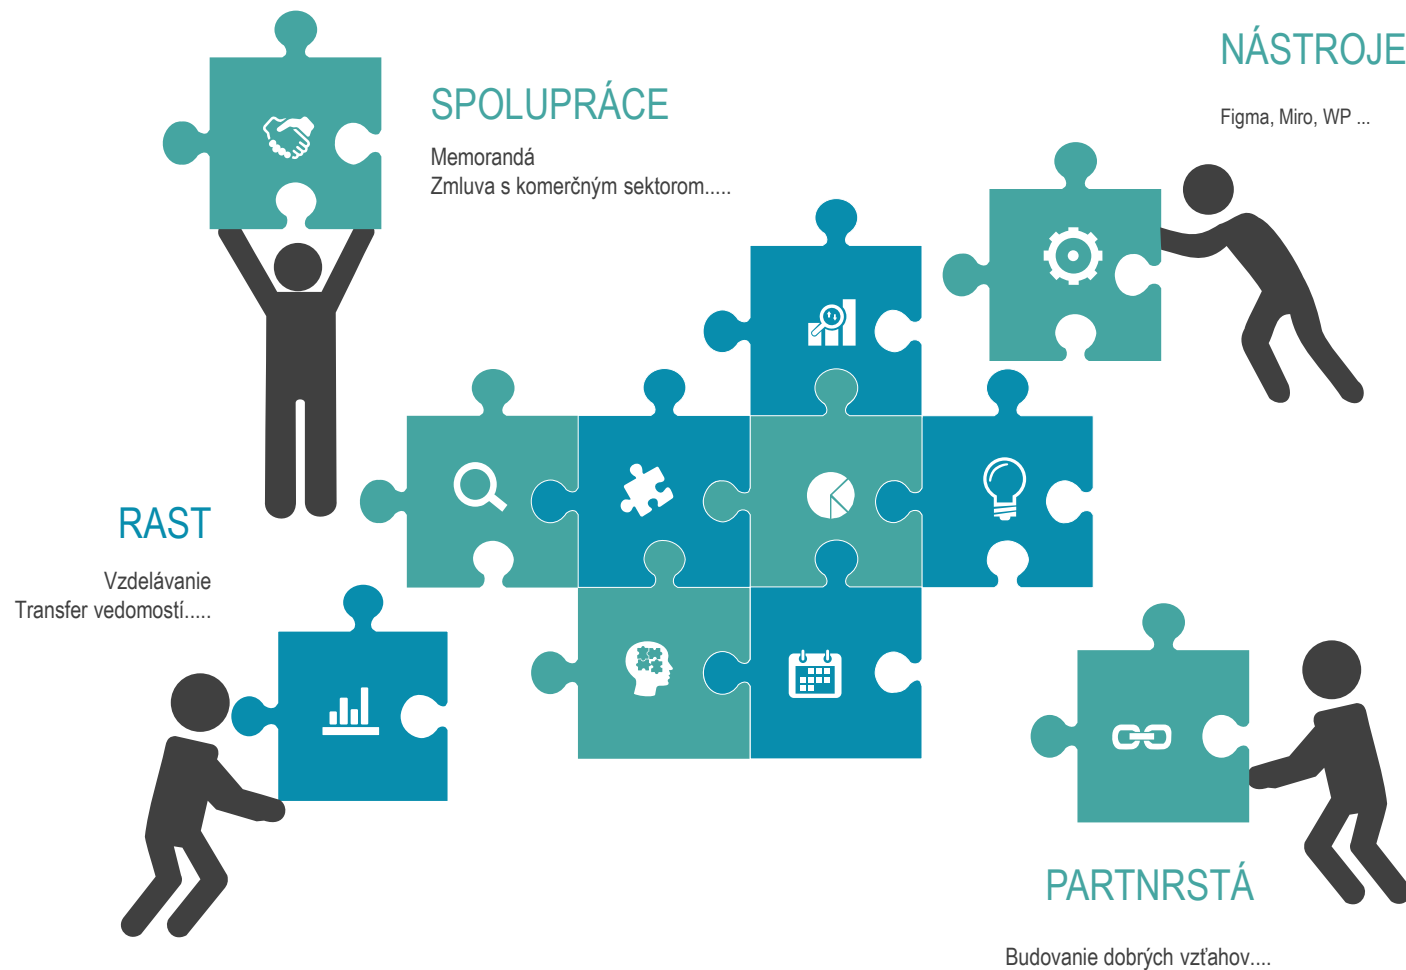 SPOLUPRÁCE
Memorandá
Zmluva s komerčným sektorom.....
NÁSTROJE
Figma, Miro, WP ...
RAST
Vzdelávanie
Transfer vedomostí.....
PARTNRSTÁ
Budovanie dobrých vzťahov....